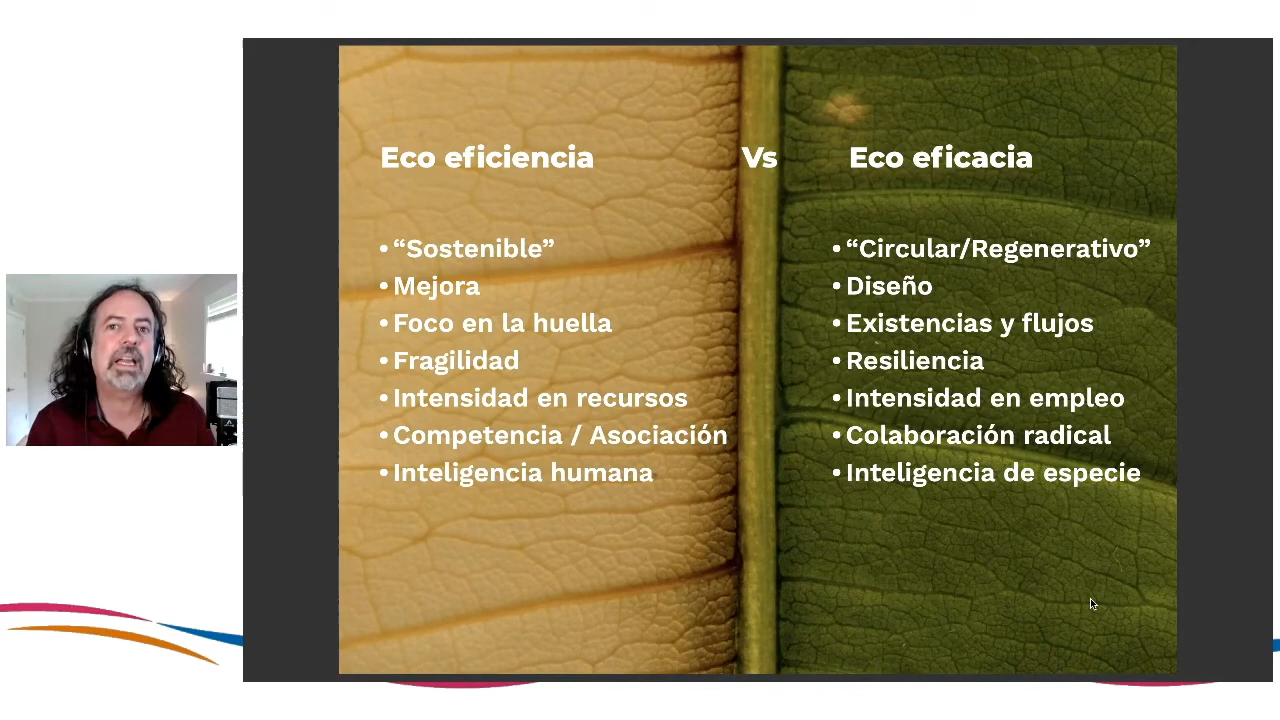 Eco eficiencia Vs Eco eficacia
• “Sostenible”
• Mejora
• Foco en la huella
• Fragilidad
• Intensidad en recursos
• Competencia / Asociación
• Inteligencia humana
• “Circular/Regenerativo”
• Diseño
• Existencias y flujos
• Resiliencia
• Intensidad en empleo
• Colaboración radical
• Inteligencia de especie